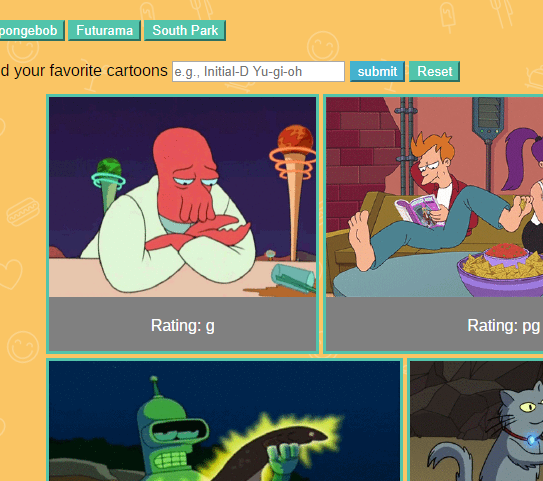 pongebob Futurama South Park
d your favorite cartoons e.g., Initial-D Yu-gi-oh submit Reset
Rating: g Rating: pg